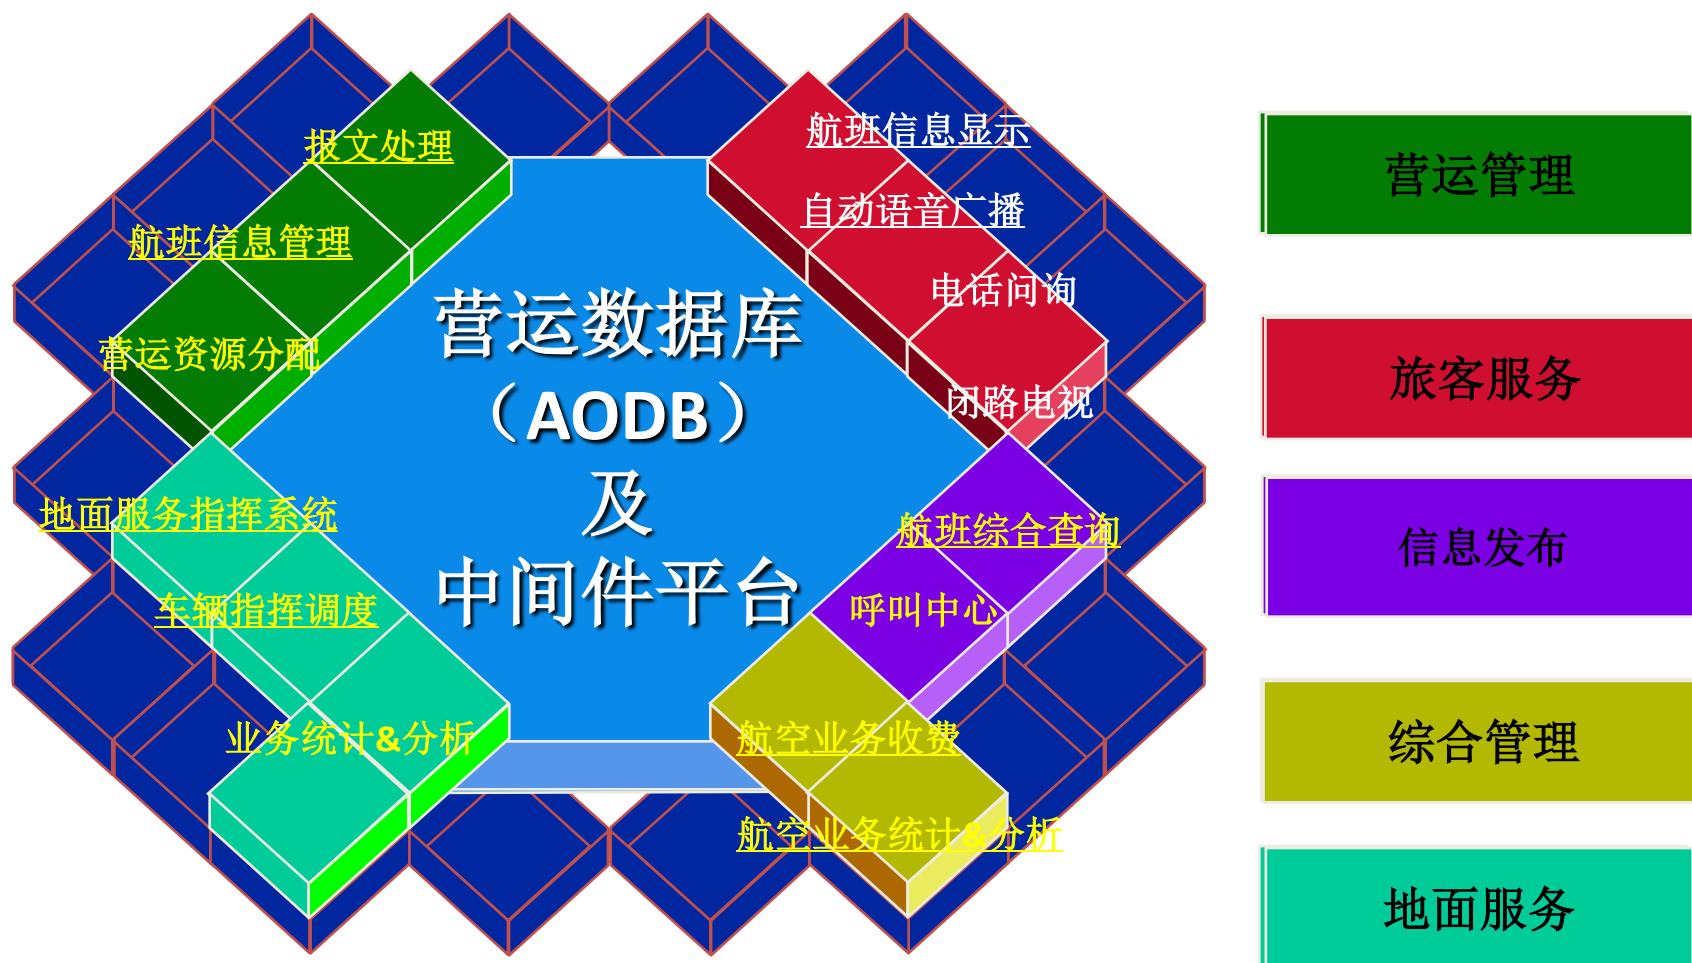 报文处理
航班信息管理
营运资源分配
航班信息显示
自动语音广播
电话问询
闭路电视
营运数据库
（AODB）
及
中间件平台
地面服务指挥系统
车辆指挥调度
业务统计&分析
航班综合查询
呼叫中心
航空业务收费
航空业务统计&分析
营运管理
旅客服务
信息发布
综合管理
地面服务